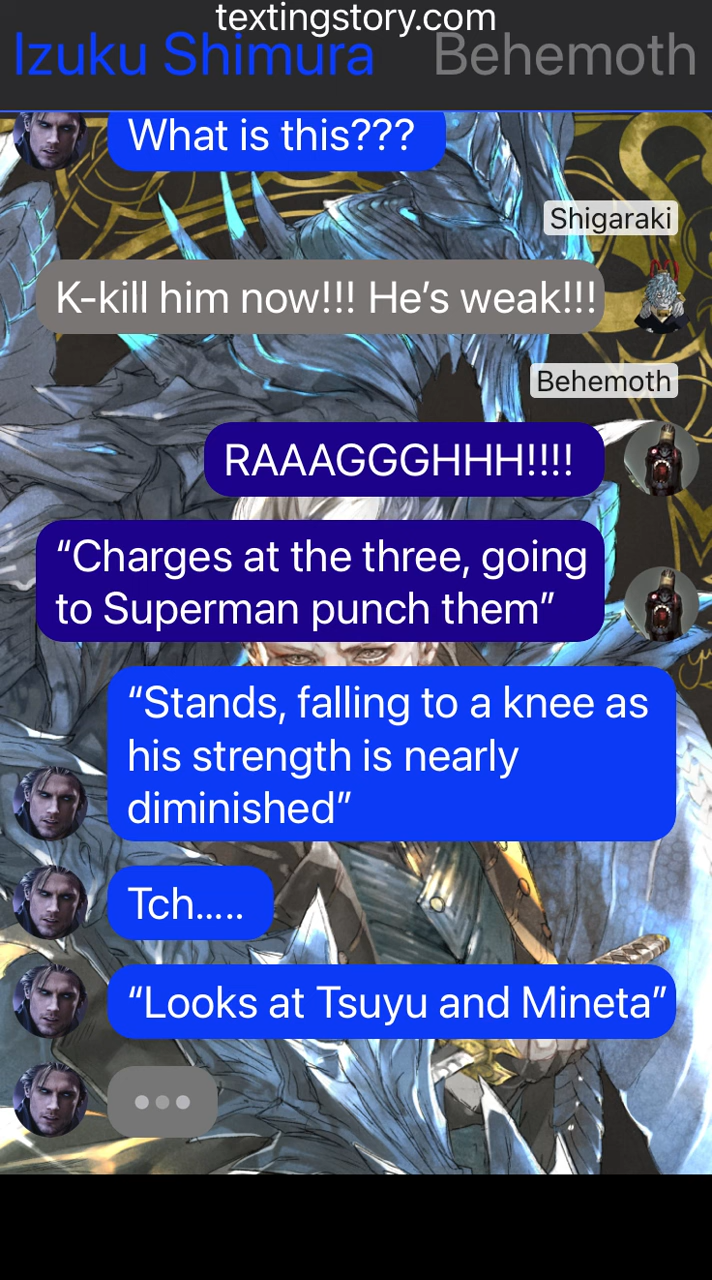 textingstory.com
Izuku Shimura Behemoth
What is this???
Shigaraki
K-kill him now!!! He’s weak!!!
Behemoth
RAAAGGGHHH!!!!
“Charges at the three, going
to Superman punch them”
“Stands, falling to a knee as
his strength is nearly
diminished”
Tch.....
“Looks at Tsuyu and Mineta”